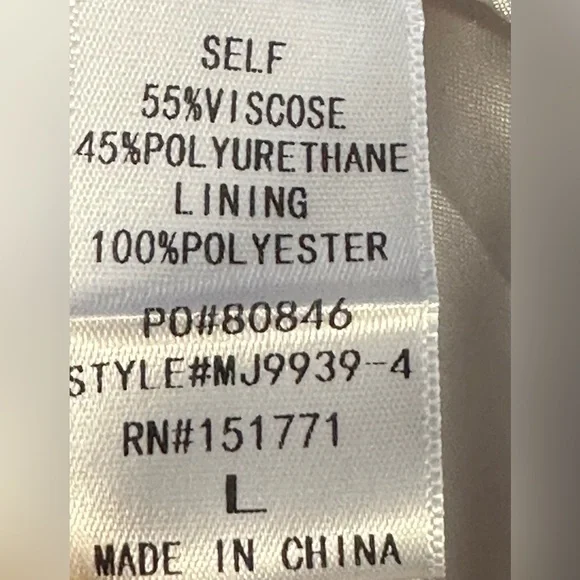 SELF
55%VISCOSE
45%POLYURETHANE
LINING
100%POLYESTER
PO#80846
STYLE#MJ9939-4
RN#151771
L
MADE IN CHINA